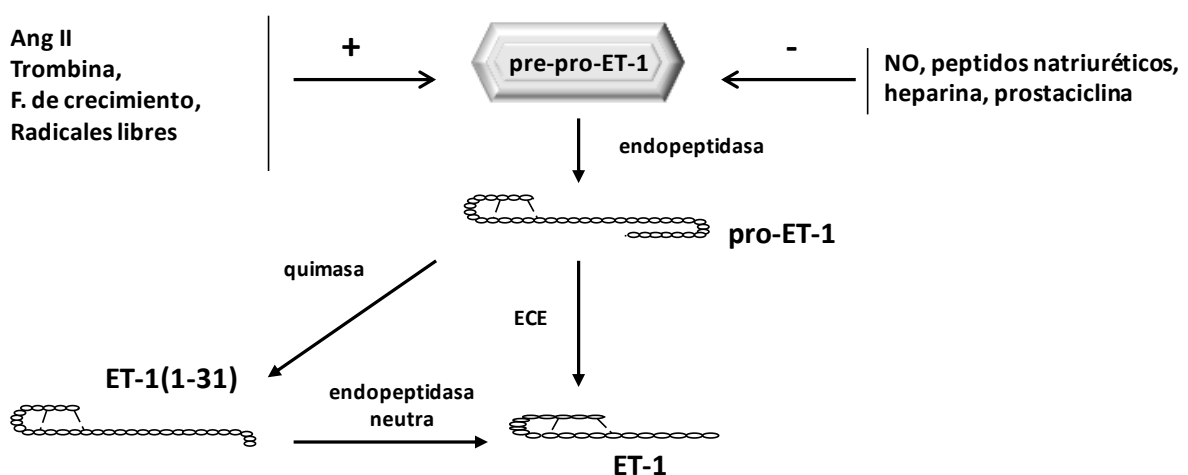 Ang II
Trombina,
F. de crecimiento,
Radicales libres
+
pre-pro-ET-1
-
NO, peptidos natriuréticos,
heparina, prostaciclina
endopeptidasa
pro-ET-1
quimasa
ECE
ET-1(1-31)
endopeptidasa
neutra
ET-1